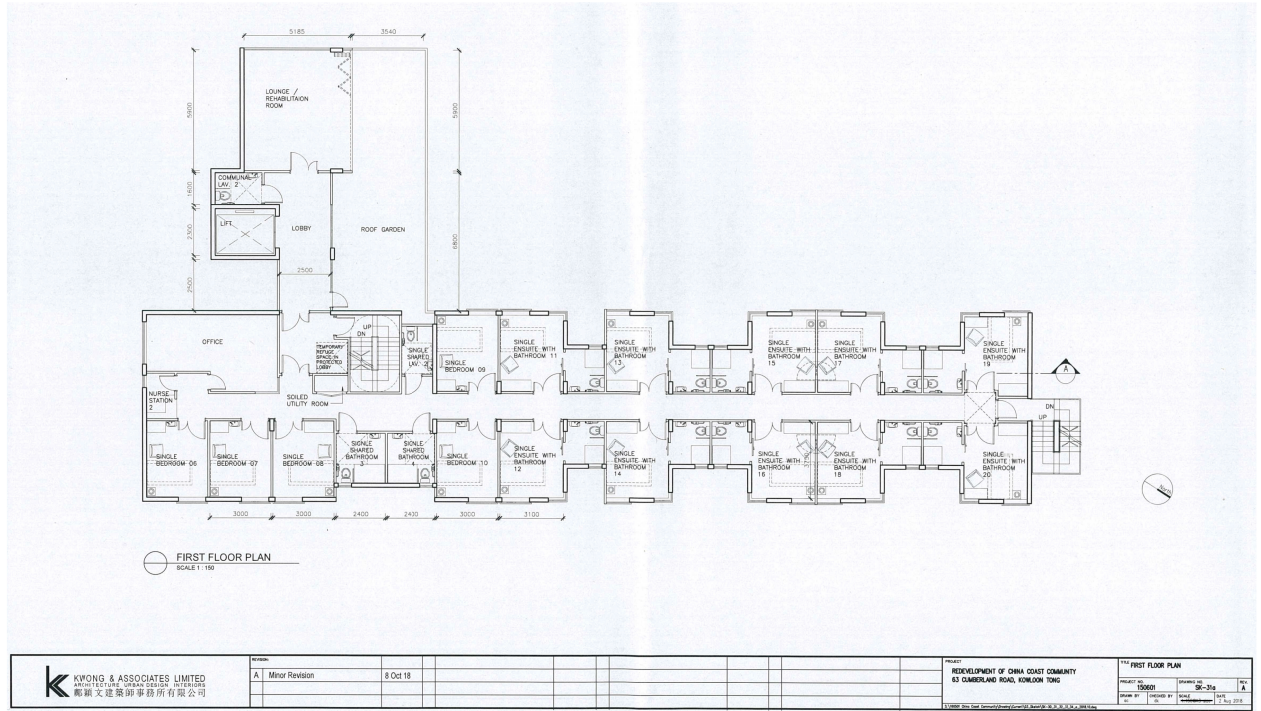 5185
3540
5900
5900
1600
2300
2500
6800
2500
LOUNGE /
REHABILITAION
ROOM
COMMUNAL
LAV. 2
LIFT
LOBBY
ROOF GARDEN
OFFICE
UP
DN
TEMPORARY
REFUGE
SPACE IN
PROTECTED
LOBBY
SINGLE
SHARED
LAV. 2
SINGLE
BEDROOM 09
SINGLE
ENSUITE WITH
BATHROOM 11
SINGLE
ENSUITE WITH
BATHROOM
13
SINGLE
ENSUITE WITH
BATHROOM
15
SINGLE
ENSUITE WITH
BATHROOM
17
SINGLE
ENSUITE WITH
BATHROOM
19
A
NURSE
STATION
2
SOILED
UTILITY ROOM
DN
UP
SINGLE
BEDROOM 06
SINGLE
BEDROOM 07
SINGLE
BEDROOM 08
SIGNLE
SHARED
BATHROOM
3
SIGNLE
SHARED
BATHROOM
4
SINGLE
BEDROOM 10
SINGLE
ENSUITE WITH
BATHROOM
12
SINGLE
ENSUITE WITH
BATHROOM
14
SINGLE
ENSUITE WITH
BATHROOM
16
SINGLE
ENSUITE WITH
BATHROOM
18
SINGLE
ENSUITE WITH
BATHROOM
20
3000
3000
2400
2430
3000
3100
NORTH
FIRST FLOOR PLAN
SCALE 1 : 150
KWONG & ASSOCIATES LIMITED
ARCHITECTURE URBAN DESIGN INTERIORS
鄺穎文建築師事務所有限公司
REVISION:
A Minor Revision 8 Oct 18
PROJECT
REDEVELOPMENT OF CHINA COAST COMMUNTY
63 CUMBERLAND ROAD, KOWLOON TONG
TITLE FIRST FLOOR PLAN
PROJECT NO.
150601
DRAWING NO.
SK-31a
REV.
A
DRAWN BY
CHECKED BY
SCALE
DATE
2 Aug 2018